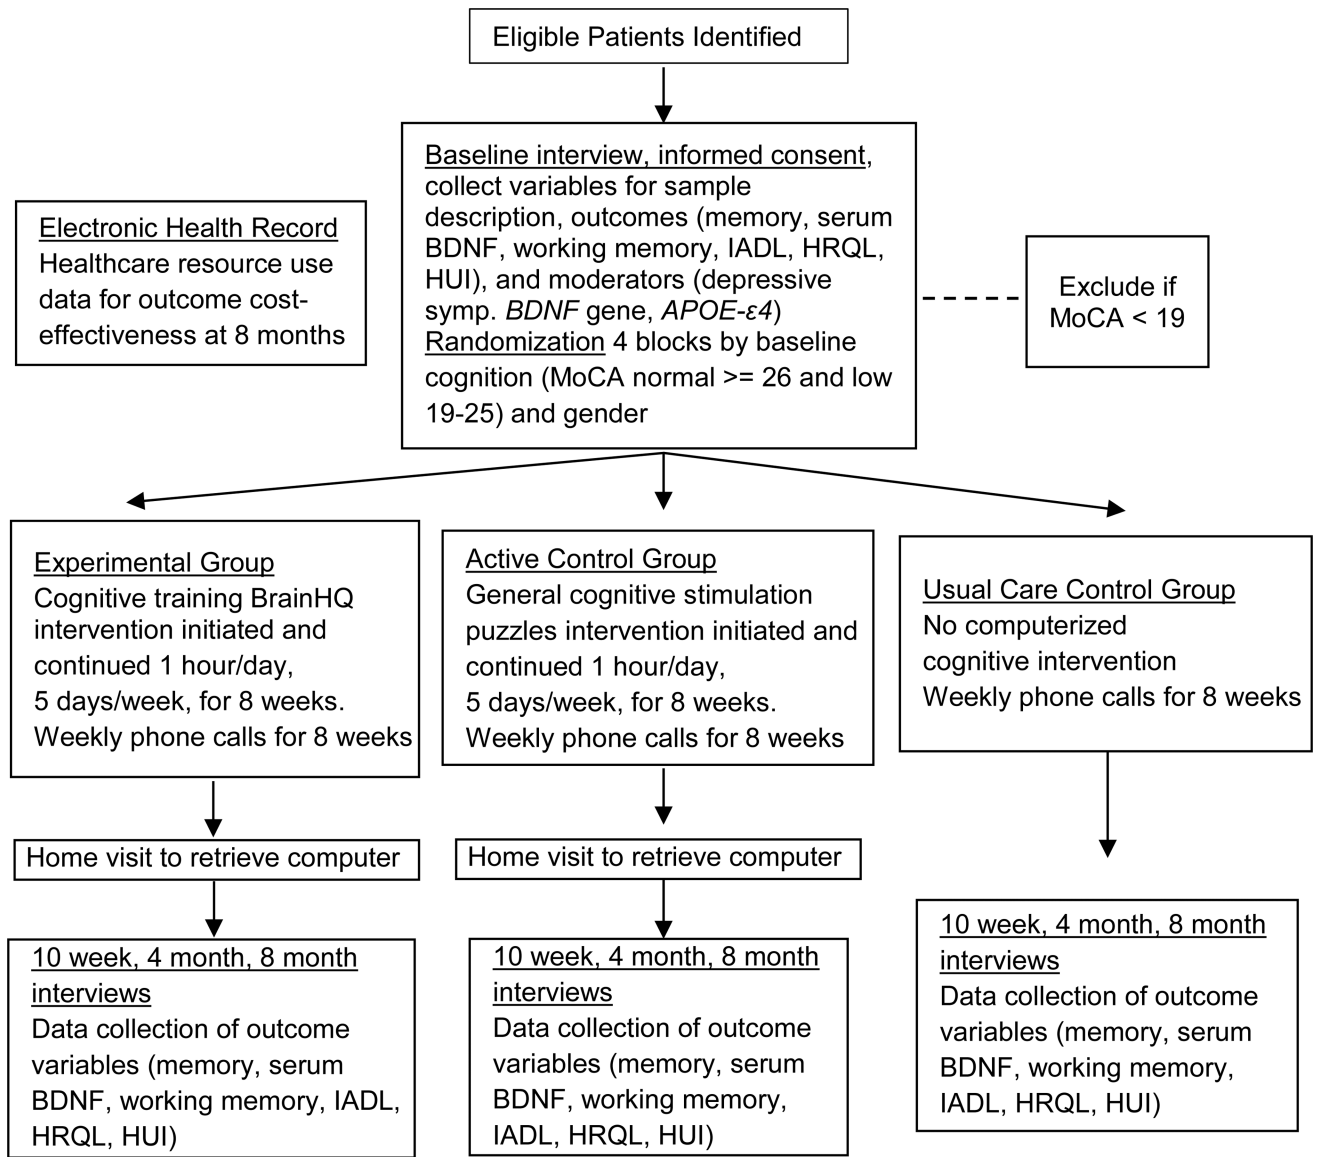 Eligible Patients Identified
Baseline interview, informed consent,
collect variables for sample
description, outcomes (memory, serum
BDNF, working memory, IADL, HRQL,
HUI), and moderators (depressive
symp. BDNF gene, APOE-ε4)
Randomization 4 blocks by baseline
cognition (MoCA normal >= 26 and low
19-25) and gender
Electronic Health Record
Healthcare resource use
data for outcome cost-
effectiveness at 8 months
Exclude if
MoCA < 19
Experimental Group
Cognitive training BrainHQ
intervention initiated and
continued 1 hour/day,
5 days/week, for 8 weeks.
Weekly phone calls for 8 weeks
Active Control Group
General cognitive stimulation
puzzles intervention initiated and
continued 1 hour/day,
5 days/week, for 8 weeks.
Weekly phone calls for 8 weeks
Usual Care Control Group
No computerized
cognitive intervention
Weekly phone calls for 8 weeks
Home visit to retrieve computer
Home visit to retrieve computer
10 week, 4 month, 8 month
interviews
Data collection of outcome
variables (memory, serum
BDNF, working memory, IADL,
HRQL, HUI)
10 week, 4 month, 8 month
interviews
Data collection of outcome
variables (memory, serum
BDNF, working memory,
IADL, HRQL, HUI)
10 week, 4 month, 8 month
interviews
Data collection of outcome
variables (memory, serum
BDNF, working memory,
IADL, HRQL, HUI)